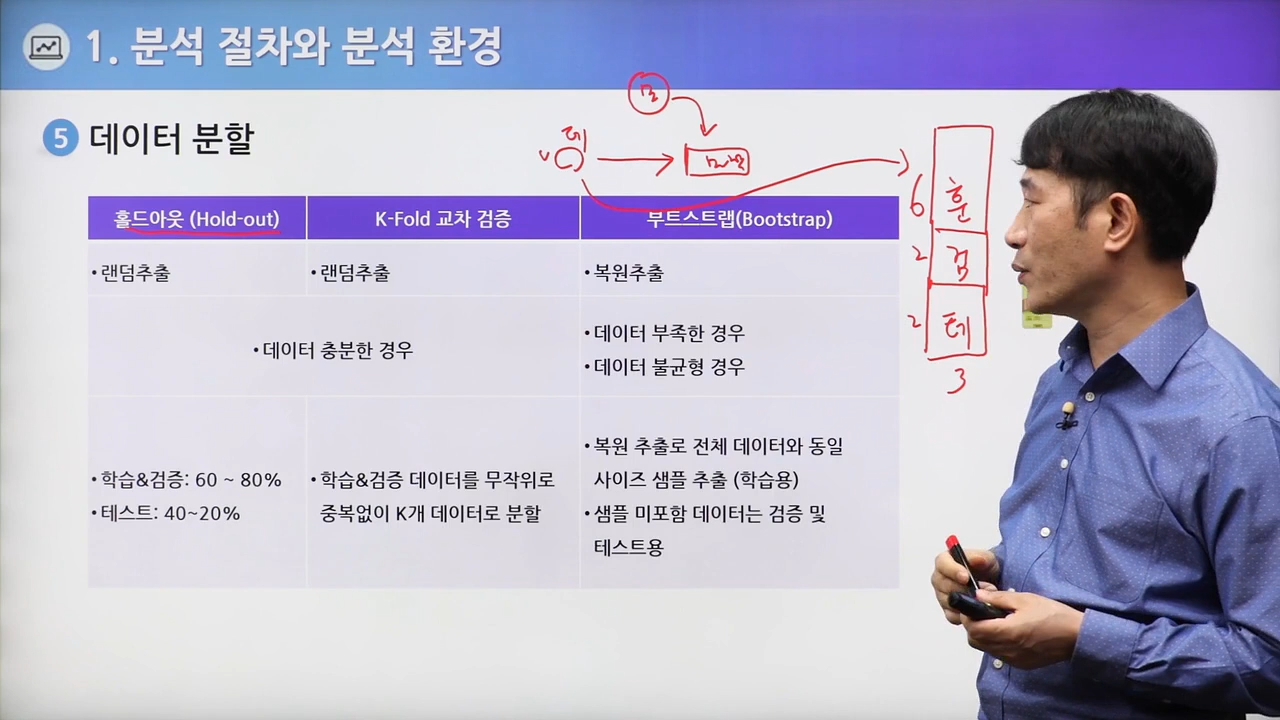 1. 분석 절차와 분석 환경
5 데이터 분할
홀드아웃 (Hold-out)
K-Fold 교차 검증
부트스트랩(Bootstrap)
•랜덤추출
•랜덤추출
•복원추출
•데이터 충분한 경우
•데이터 부족한 경우
•데이터 불균형 경우
•학습&검증: 60 ~ 80%
•테스트: 40~20%
•학습&검증 데이터를 무작위로
중복없이 K개 데이터로 분할
•복원 추출로 전체 데이터와 동일
사이즈 샘플 추출 (학습용)
•샘플 미포함 데이터는 검증 및
테스트용
데
6 훈
2 검
2 테
3